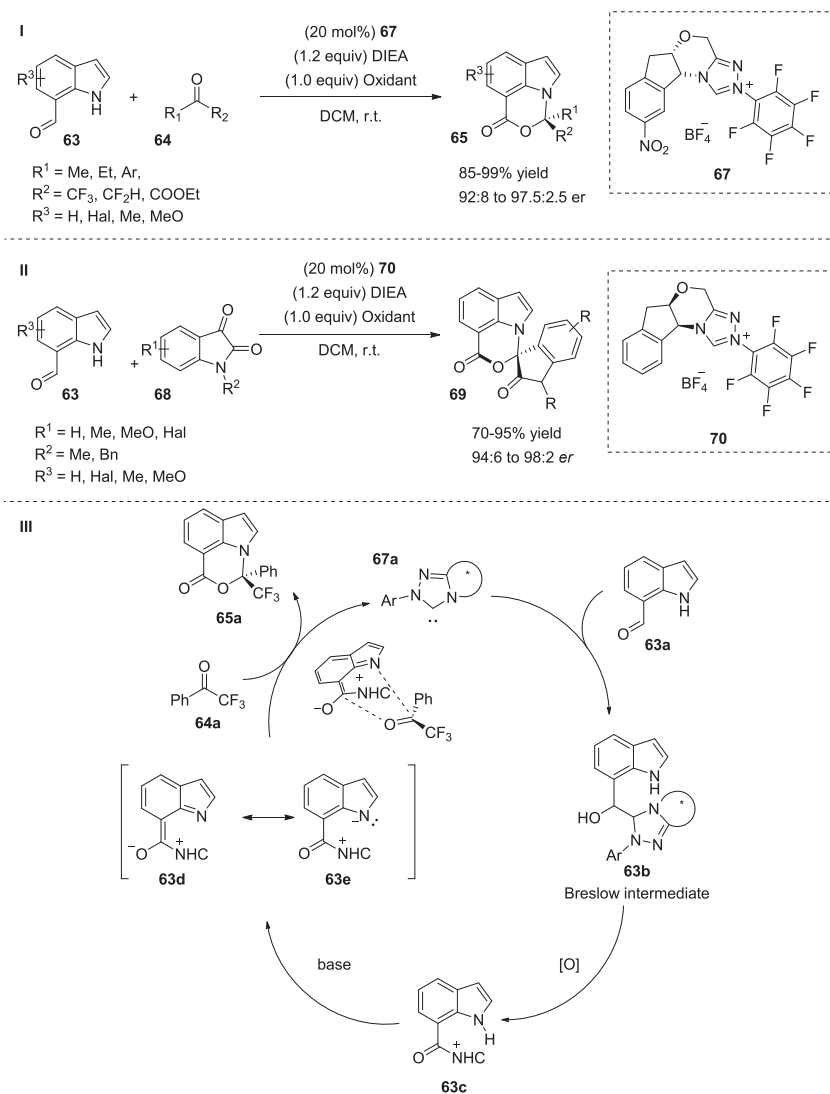 I
(20 mol%) 67
(1.2 equiv) DIEA
(1.0 equiv) Oxidant
DCM, r.t.
R3
O
N
H
63
+
O
R1
R2
64
R3
N
O
O
R1
R2
65
O
N
N
N
+
F
F
F
F
F
BF4
−
NO2
67
R1 = Me, Et, Ar,
R2 = CF3, CF2H, COOEt
R3 = H, Hal, Me, MeO
85-99% yield
92:8 to 97.5:2.5 er
II
(20 mol%) 70
(1.2 equiv) DIEA
(1.0 equiv) Oxidant
DCM, r.t.
R3
O
N
H
63
+
R1
O
O
N
R2
68
N
O
O
O
R
R
69
O
N
N
N
+
F
F
F
F
F
BF4
−
70
R1 = H, Me, MeO, Hal
R2 = Me, Bn
R3 = H, Hal, Me, MeO
70-95% yield
94:6 to 98:2 er
III
N
O
O
Ph
CF3
65a
67a
N
Ar
N
N
*
••
O
N
H
63a
O
Ph
CF3
64a
N
+
NHC
−O
O
Ph
CF3
N
−O
+
NHC
63d
N
−
••
O
+
NHC
63e
N
H
HO
N
*
Ar
N
N
63b
Breslow intermediate
base
[O]
N
H
O
+
NHC
63c